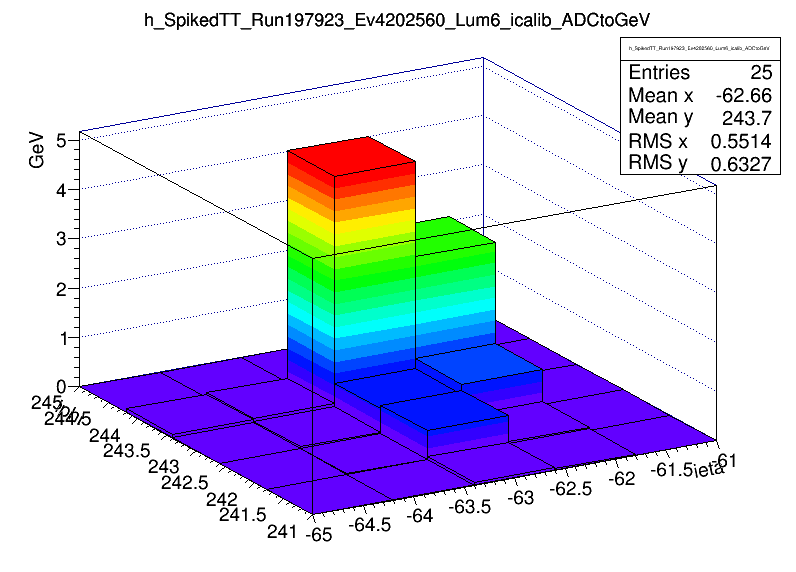 h_SpikedTT_Run197923_Ev4202560_Lum6_icalib_ADCtoGeV
h_SpikedTT_Run197923_Ev4202560_Lum6_icalib_ADCtoGeV
Entries 25
Mean x -62.66
Mean y 243.7
RMS x 0.5514
RMS y 0.6327
GeV
5
4
3
2
1
0
245
244.5
244
243.5
243
242.5
242
241.5
241
-65
-64.5
-64
-63.5
-63
-62.5
-62
-61.5
-61
ieta